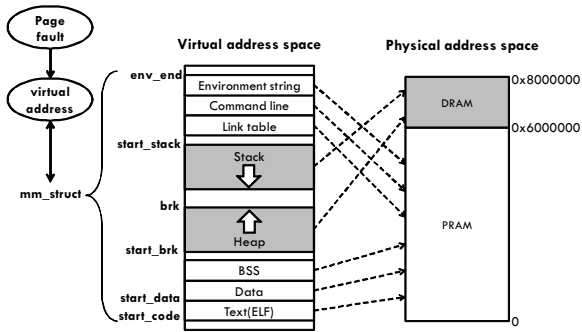 Page
fault
virtual
address
mm_struct
Virtual address space
env_end
Environment string
Command line
Link table
start_stack
Stack
brk
Heap
start_brk
BSS
start_data
Data
start_code
Text(ELF)
Physical address space
0x8000000
DRAM
0x6000000
PRAM
0